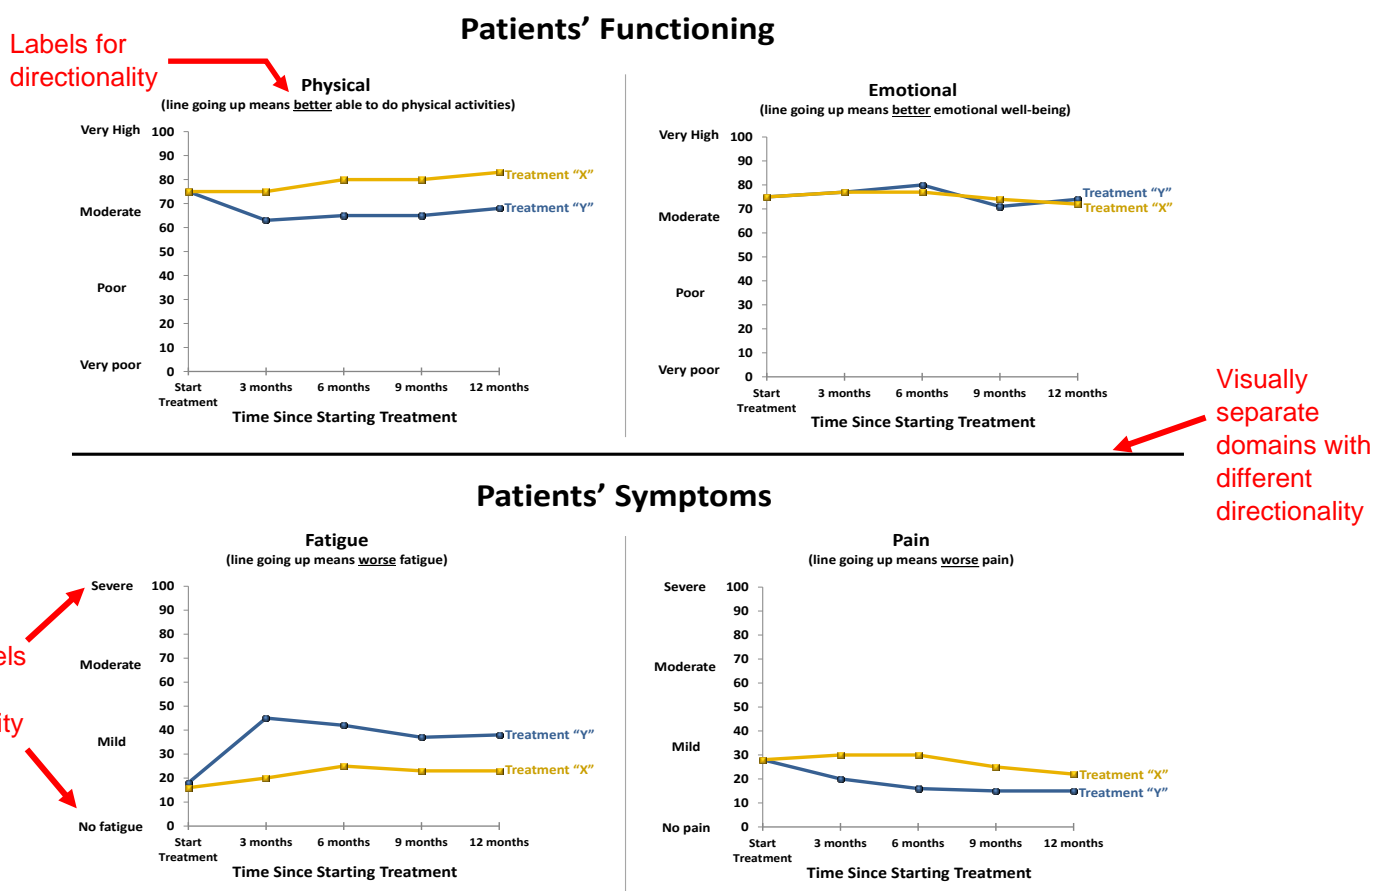 Patients’ Functioning
Labels for
directionality
Physical
(line going up means better able to do physical activities)
Very High
Moderate
Poor
Very poor
100
90
80
70
60
50
40
30
20
10
0
Treatment “X”
Treatment “Y”
Start
Treatment
3 months
6 months
9 months
12 months
Time Since Starting Treatment
Emotional
(line going up means better emotional well-being)
Very High
Moderate
Poor
Very poor
100
90
80
70
60
50
40
30
20
10
0
Treatment “Y”
Treatment “X”
Start
Treatment
3 months
6 months
9 months
12 months
Time Since Starting Treatment
Visually
separate
domains with
different
directionality
Patients’ Symptoms
Fatigue
(line going up means worse fatigue)
Severe
Moderate
Mild
No fatigue
100
90
80
70
60
50
40
30
20
10
0
Treatment “Y”
Treatment “X”
Start
Treatment
3 months
6 months
9 months
12 months
Time Since Starting Treatment
Pain
(line going up means worse pain)
Severe
Moderate
Mild
No pain
100
90
80
70
60
50
40
30
20
10
0
Treatment “X”
Treatment “Y”
Start
Treatment
3 months
6 months
9 months
12 months
Time Since Starting Treatment